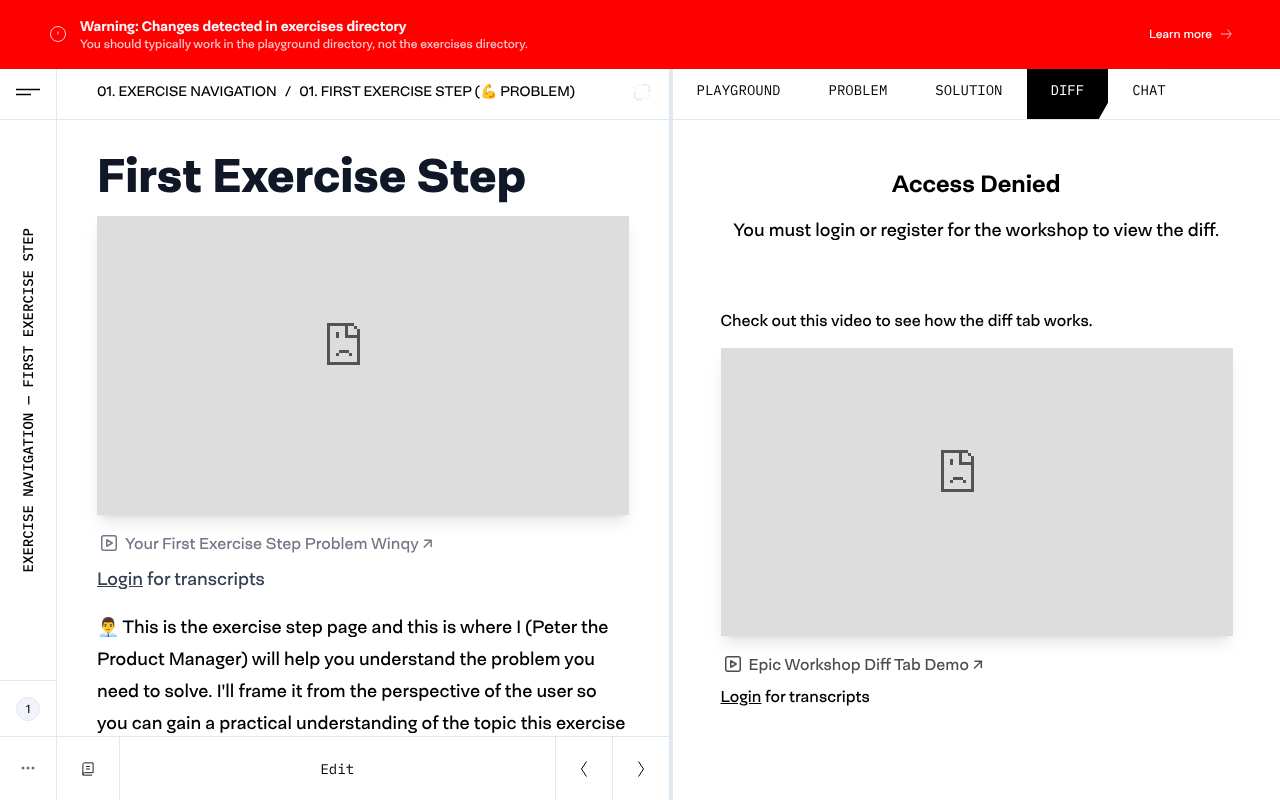 Warning: Changes detected in exercises directory
You should typically work in the playground directory, not the exercises directory.
Learn more
01. EXERCISE NAVIGATION / 01. FIRST EXERCISE STEP (💪 PROBLEM)
PLAYGROUND
PROBLEM
SOLUTION
DIFF
CHAT
EXERCISE NAVIGATION — FIRST EXERCISE STEP
1
First Exercise Step
Your First Exercise Step Problem Winqy
Login for transcripts
👨‍💼 This is the exercise step page and this is where I (Peter the
Product Manager) will help you understand the problem you
need to solve. I'll frame it from the perspective of the user so
you can gain a practical understanding of the topic this exercise
Edit
Access Denied
You must login or register for the workshop to view the diff.
Check out this video to see how the diff tab works.
Epic Workshop Diff Tab Demo
Login for transcripts